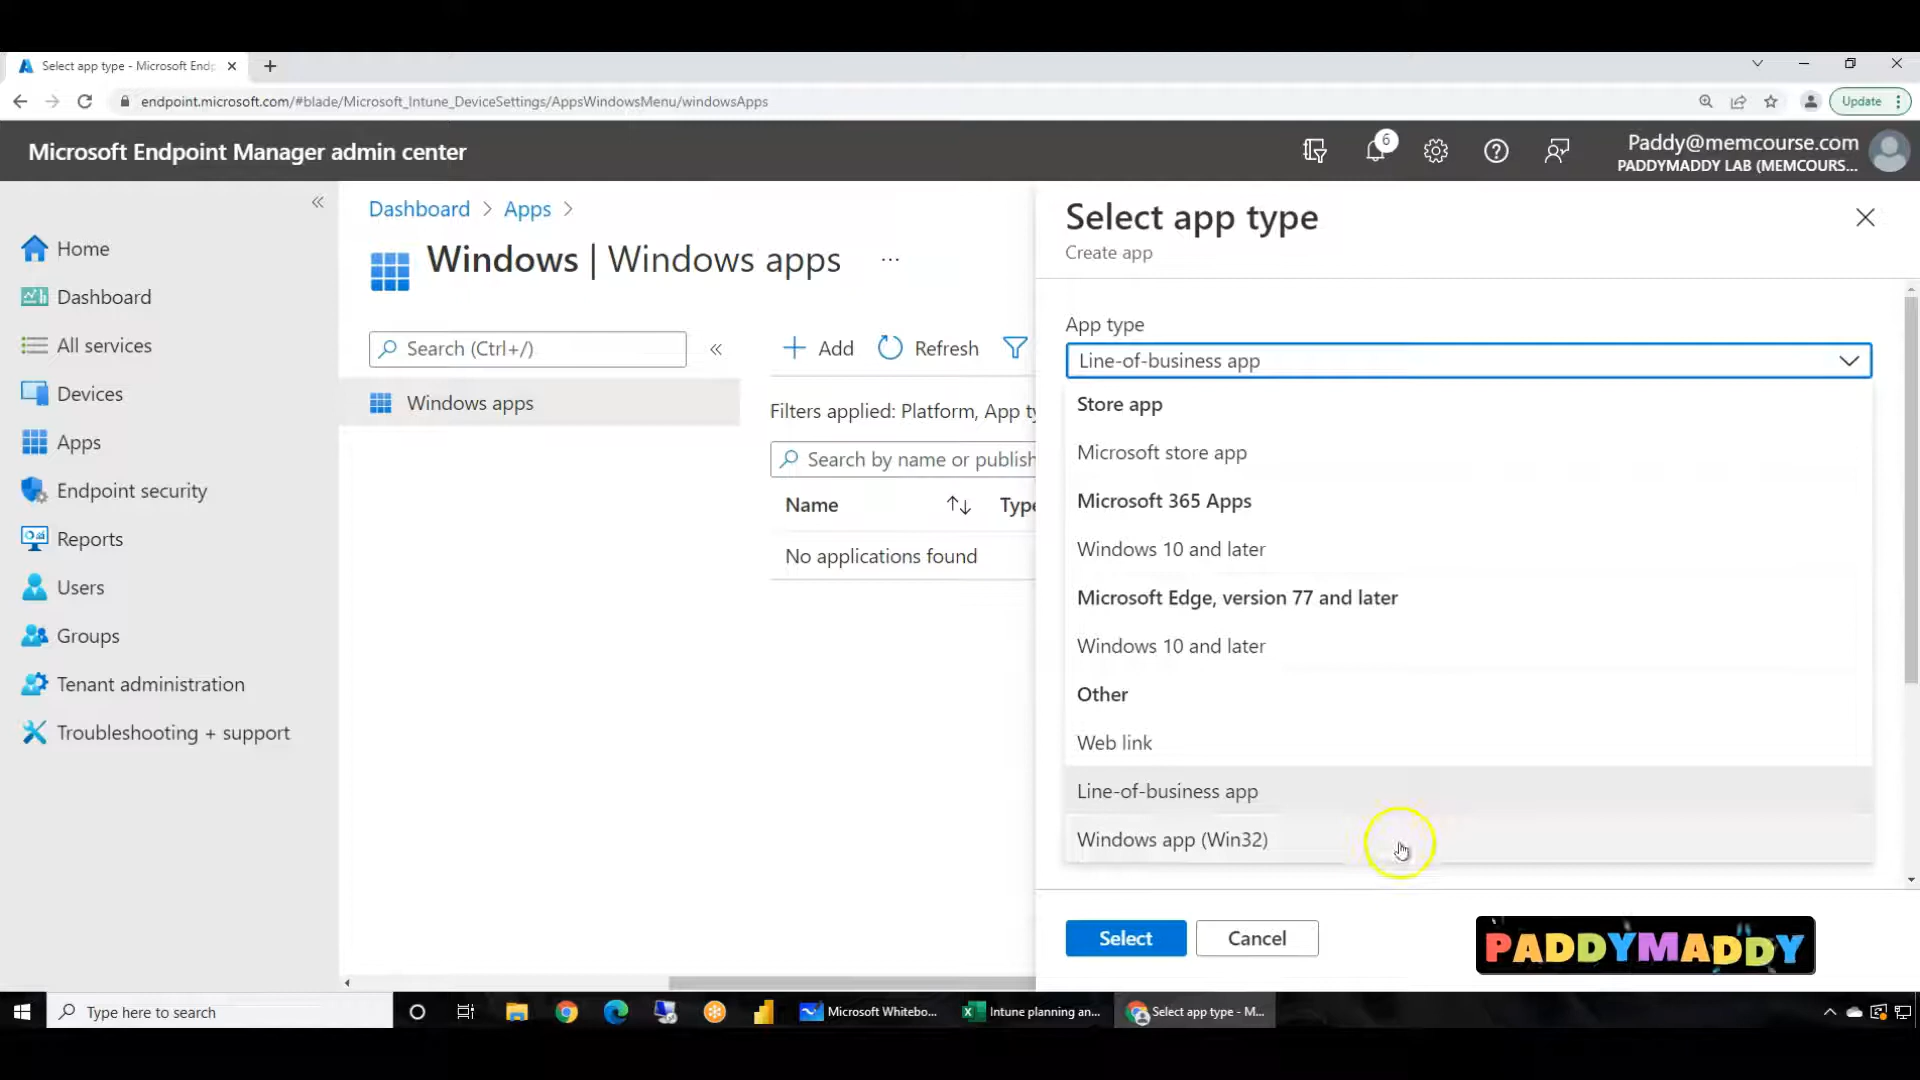 Select app type - Microsoft End
endpoint.microsoft.com/#blade/Microsoft_Intune_DeviceSettings/AppsWindowsMenu/windowsApps
Update
Microsoft Endpoint Manager admin center
6
Paddy@memcourse.com
PADDYMADDY LAB (MEMCOURS...
Home
Dashboard
All services
Devices
Apps
Endpoint security
Reports
Users
Groups
Tenant administration
Troubleshooting + support
Dashboard > Apps >
Windows | Windows apps ...
Search (Ctrl+/)
Windows apps
Add
Refresh
Filters applied: Platform, App ty
Search by name or publish
Name
Type
No applications found
Select app type
Create app
App type
Line-of-business app
Store app
Microsoft store app
Microsoft 365 Apps
Windows 10 and later
Microsoft Edge, version 77 and later
Windows 10 and later
Other
Web link
Line-of-business app
Windows app (Win32)
Select
Cancel
PADDYMADDY
Type here to search
Microsoft Whitebo...
Intune planning an...
Select app type - M...